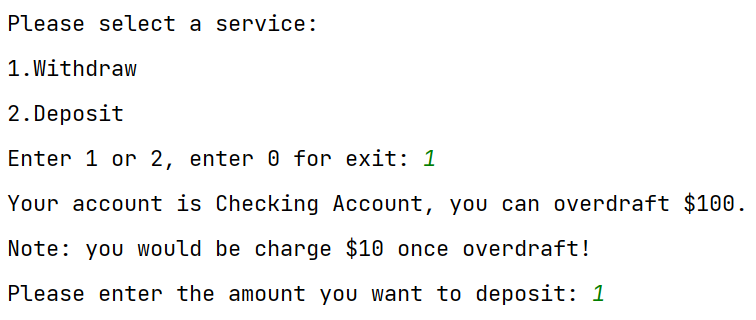 Please select a service:
1.Withdraw
2.Deposit
Enter 1 or 2, enter 0 for exit: 1
Your account is Checking Account, you can overdraft $100.
Note: you would be charge $10 once overdraft!
Please enter the amount you want to deposit: 1